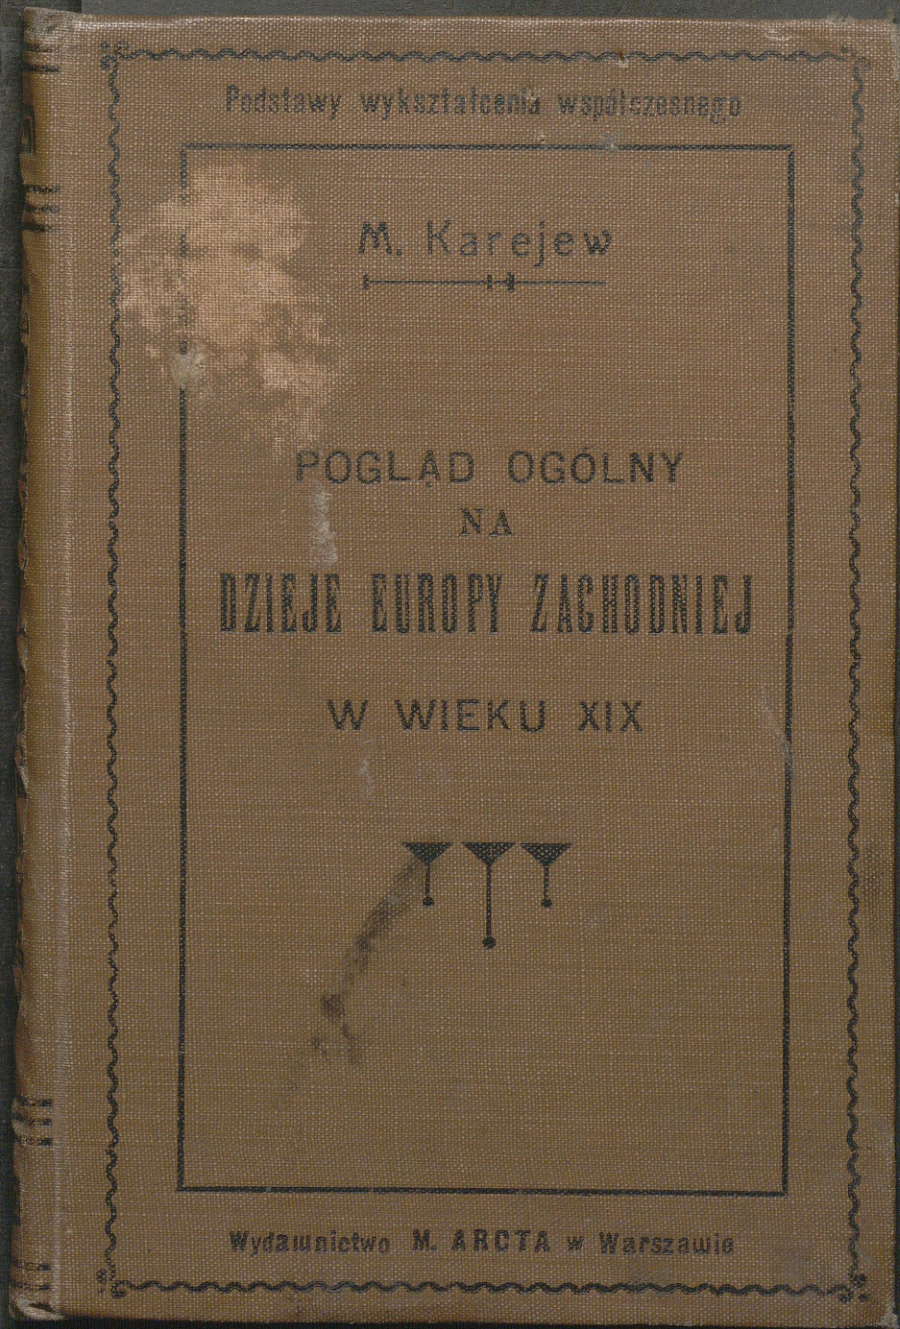 Podstawy wykształcenia współczesnego
M. Karejew
POGLĄD OGÓLNY
NA
DZIEJE EUROPY ZACHODNIEJ
W WIEKU XIX
Wydawnictwo M. ARCTA w Warszawie